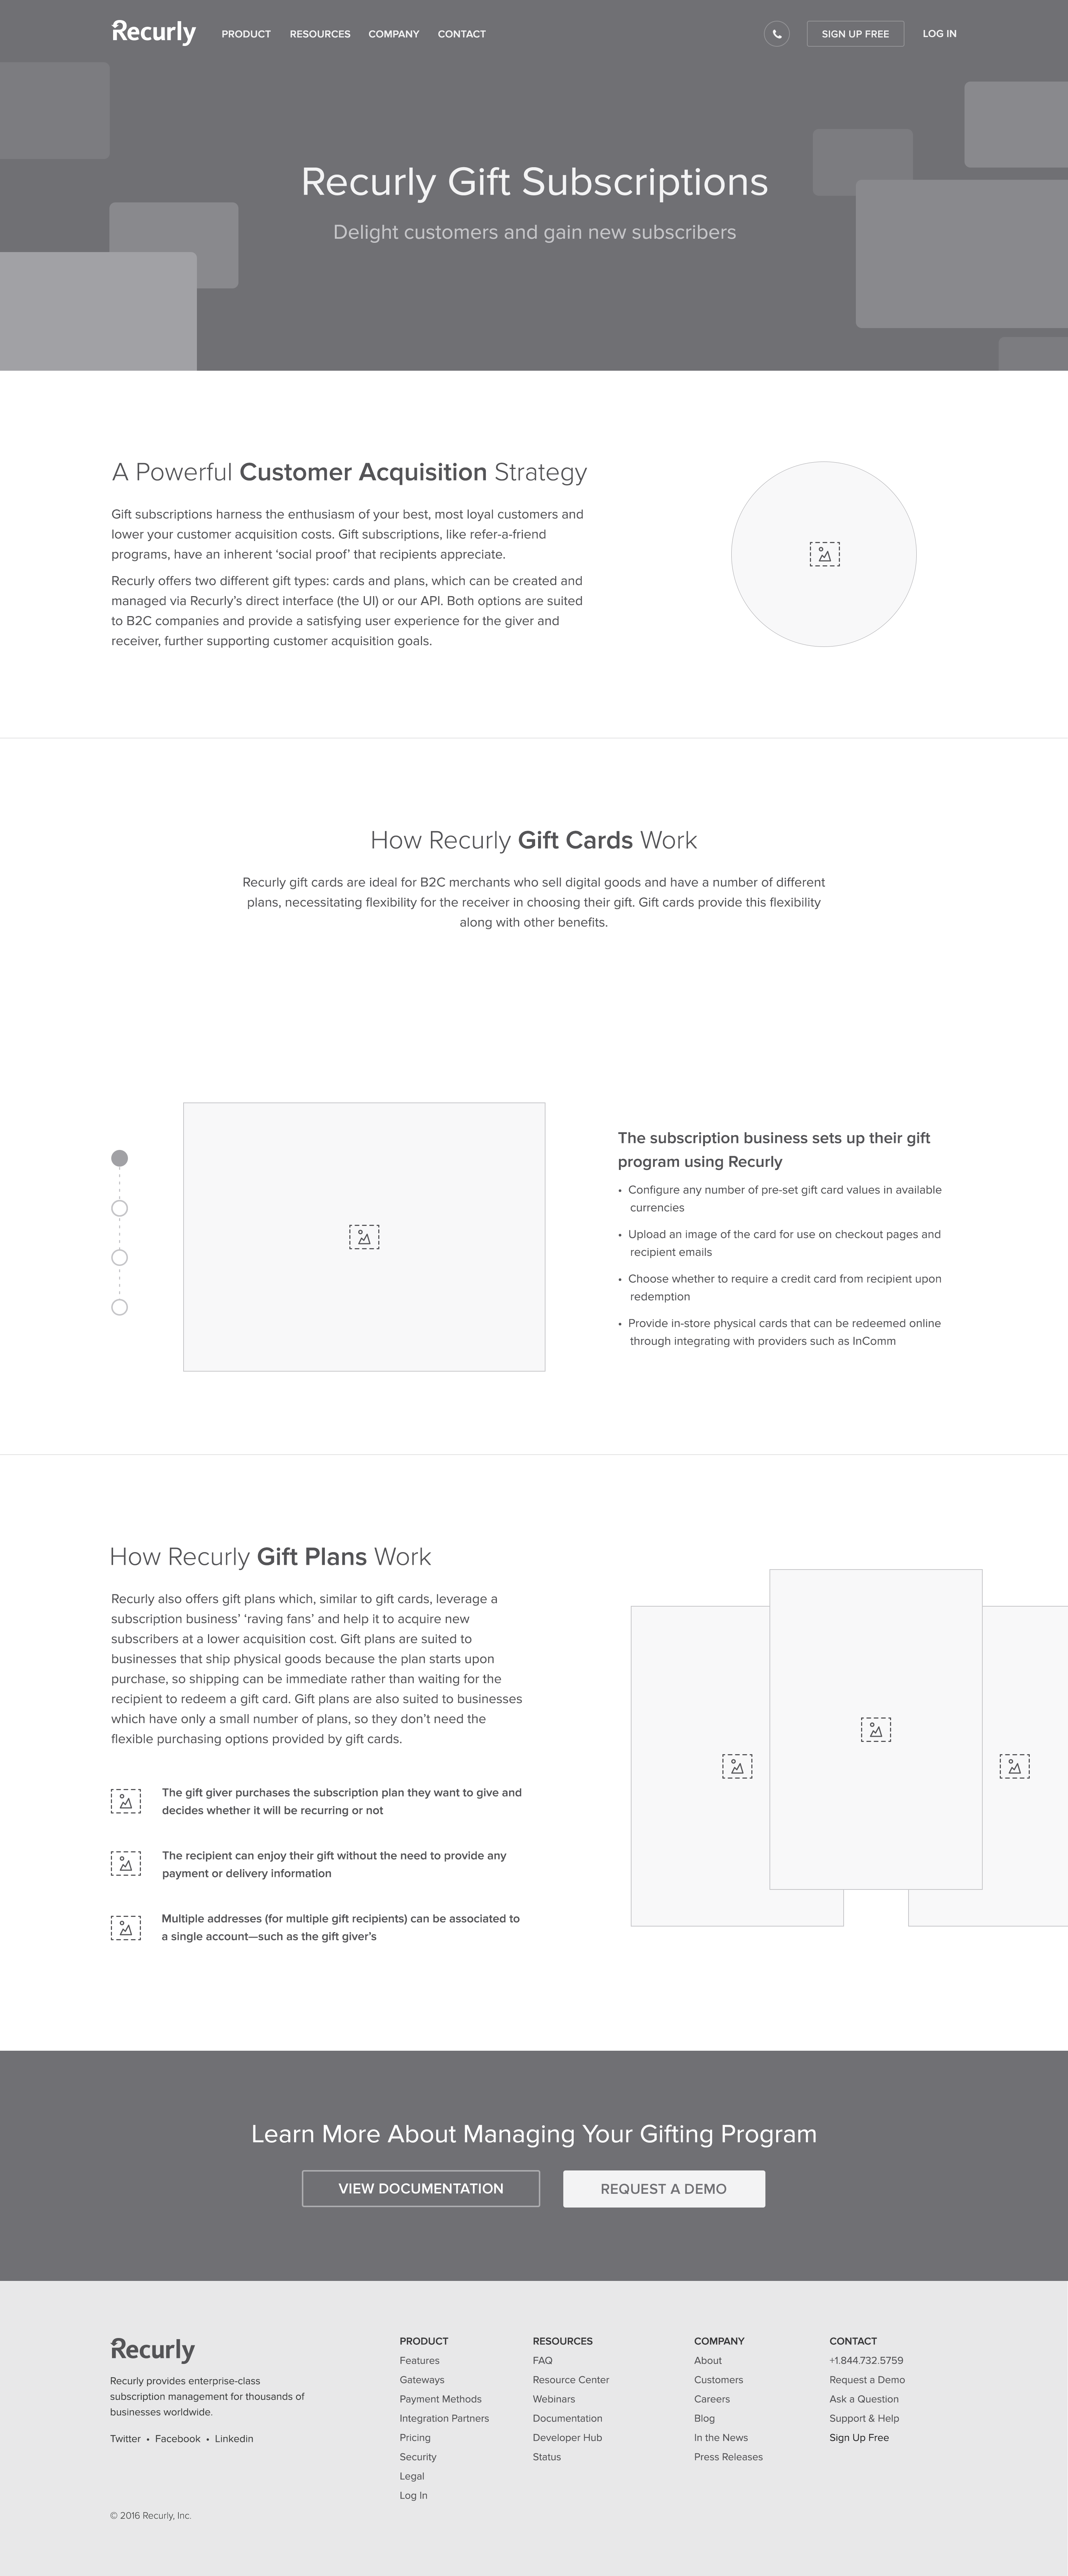 Recurly
PRODUCT
RESOURCES
COMPANY
CONTACT
SIGN UP FREE
LOG IN
Recurly Gift Subscriptions
Delight customers and gain new subscribers
A Powerful Customer Acquisition Strategy
Gift subscriptions harness the enthusiasm of your best, most loyal customers and
lower your customer acquisition costs. Gift subscriptions, like refer-a-friend
programs, have an inherent ‘social proof’ that recipients appreciate.
Recurly offers two different gift types: cards and plans, which can be created and
managed via Recurly’s direct interface (the UI) or our API. Both options are suited
to B2C companies and provide a satisfying user experience for the giver and
receiver, further supporting customer acquisition goals.
How Recurly Gift Cards Work
Recurly gift cards are ideal for B2C merchants who sell digital goods and have a number of different
plans, necessitating flexibility for the receiver in choosing their gift. Gift cards provide this flexibility
along with other benefits.
The subscription business sets up their gift
program using Recurly
• Configure any number of pre-set gift card values in available
currencies
• Upload an image of the card for use on checkout pages and
recipient emails
• Choose whether to require a credit card from recipient upon
redemption
• Provide in-store physical cards that can be redeemed online
through integrating with providers such as InComm
How Recurly Gift Plans Work
Recurly also offers gift plans which, similar to gift cards, leverage a
subscription business’ ‘raving fans’ and help it to acquire new
subscribers at a lower acquisition cost. Gift plans are suited to
businesses that ship physical goods because the plan starts upon
purchase, so shipping can be immediate rather than waiting for the
recipient to redeem a gift card. Gift plans are also suited to businesses
which have only a small number of plans, so they don’t need the
flexible purchasing options provided by gift cards.
The gift giver purchases the subscription plan they want to give and
decides whether it will be recurring or not
The recipient can enjoy their gift without the need to provide any
payment or delivery information
Multiple addresses (for multiple gift recipients) can be associated to
a single account—such as the gift giver’s
Learn More About Managing Your Gifting Program
VIEW DOCUMENTATION
REQUEST A DEMO
Recurly
Recurly provides enterprise-class
subscription management for thousands of
businesses worldwide.
Twitter • Facebook • Linkedin
© 2016 Recurly, Inc.
PRODUCT
Features
Gateways
Payment Methods
Integration Partners
Pricing
Security
Legal
Log In
RESOURCES
FAQ
Resource Center
Webinars
Documentation
Developer Hub
Status
COMPANY
About
Customers
Careers
Blog
In the News
Press Releases
CONTACT
+1.844.732.5759
Request a Demo
Ask a Question
Support & Help
Sign Up Free